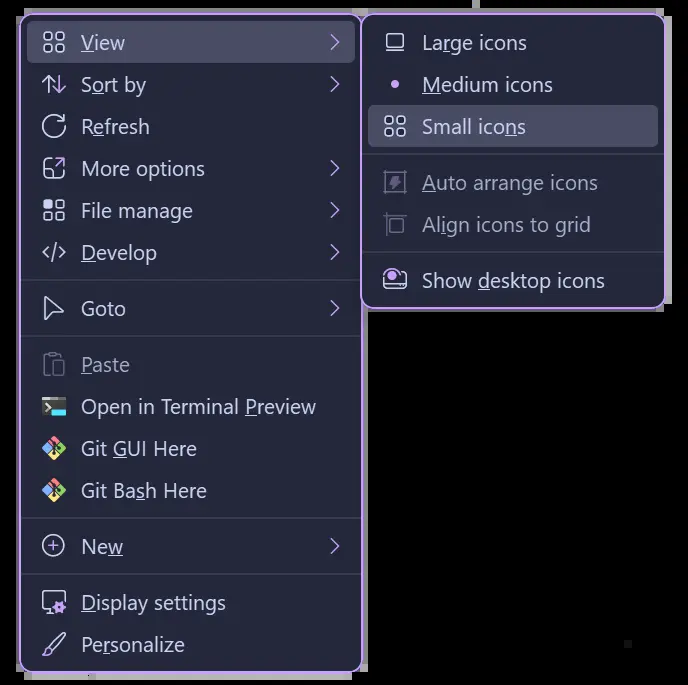 View
Sort by
Refresh
More options
File manage
Develop
Goto
Paste
Open in Terminal Preview
Git GUI Here
Git Bash Here
New
Display settings
Personalize
Large icons
Medium icons
Small icons
Auto arrange icons
Align icons to grid
Show desktop icons